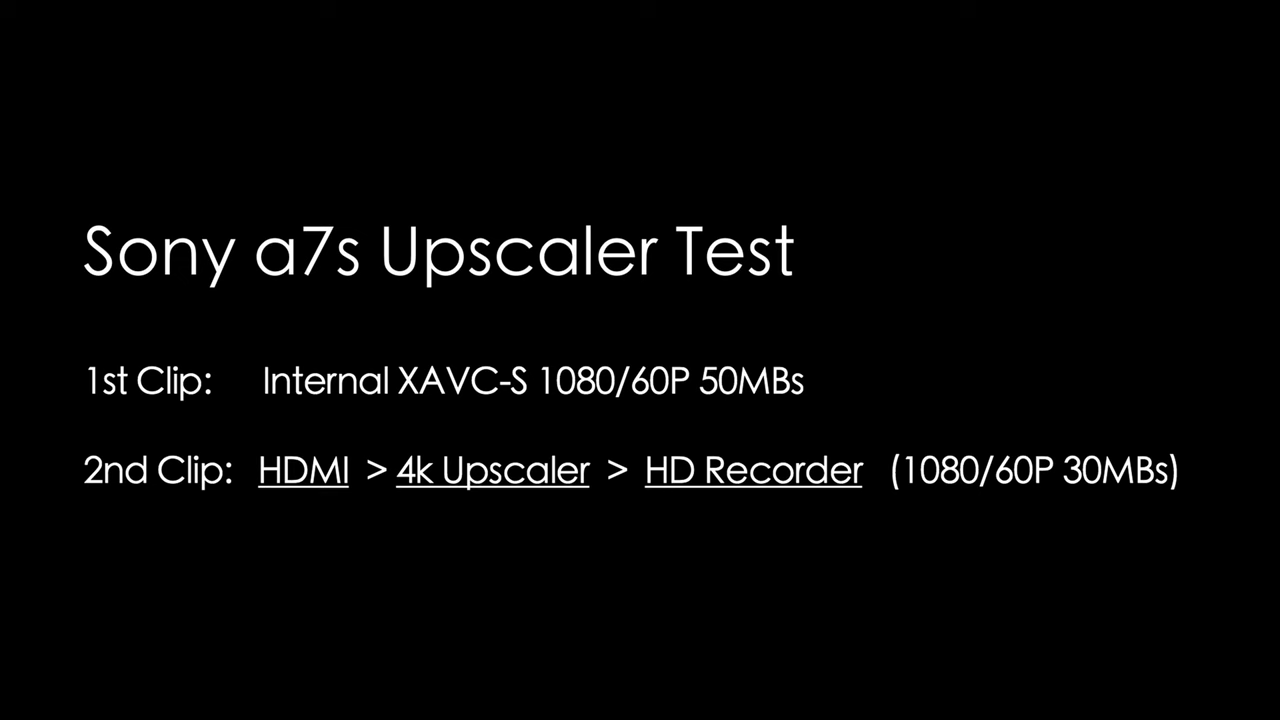 Sony a7s Upscaler Test
1st Clip: Internal XAVC-S 1080/60P 50MBs
2nd Clip: HDMI > 4k Upscaler > HD Recorder (1080/60P 30MBs)